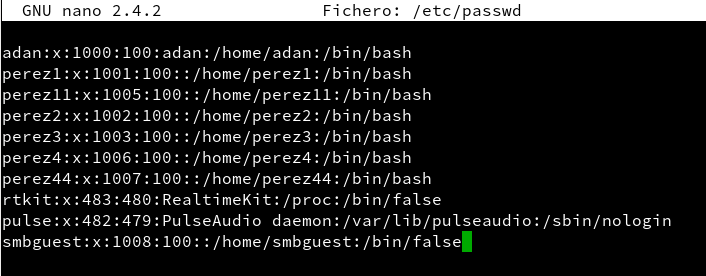 GNU nano 2.4.2 Fichero: /etc/passwd
adan:x:1000:100:adan:/home/adan:/bin/bash
perez1:x:1001:100::/home/perez1:/bin/bash
perez11:x:1005:100::/home/perez11:/bin/bash
perez2:x:1002:100::/home/perez2:/bin/bash
perez3:x:1003:100::/home/perez3:/bin/bash
perez4:x:1006:100::/home/perez4:/bin/bash
perez44:x:1007:100::/home/perez44:/bin/bash
rtkit:x:483:480:RealtimeKit:/proc:/bin/false
pulse:x:482:479:PulseAudio daemon:/var/lib/pulseaudio:/sbin/nologin
smbguest:x:1008:100::/home/smbguest:/bin/false